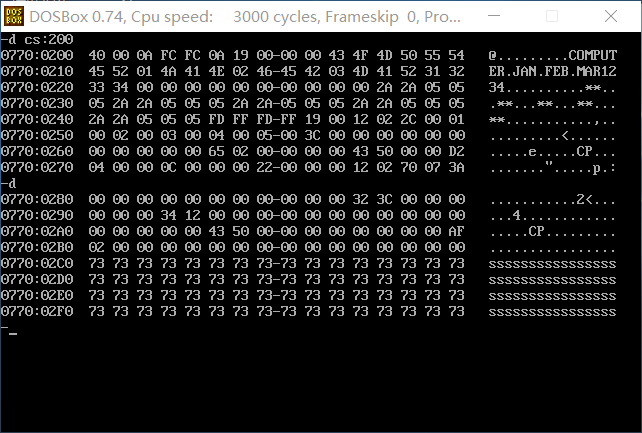 DOSBox 0.74, Cpu speed: 3000 cycles, Frameskip 0, Pro...
-d cs:200
0770:0200 40 00 0A FC FC 0A 19 00-00 00 43 4F 4D 50 55 54 @.........COMPUT
0770:0210 45 52 01 4A 41 4E 02 46-45 42 03 4D 41 52 31 32 ER.JAN.FEB.MAR12
0770:0220 33 34 00 00 00 00 00 00-00 00 00 00 2A 2A 05 05 34..........**..
0770:0230 05 2A 2A 05 05 05 2A 2A-05 05 05 2A 2A 05 05 05 .**...**...**...
0770:0240 2A 2A 05 05 05 FD FF FD-FF 19 00 12 02 2C 00 01 **...........,..
0770:0250 00 02 00 03 00 04 00 05-00 3C 00 00 00 00 00 00 .........<......
0770:0260 00 00 00 00 00 65 02 00-00 00 00 43 50 00 00 D2 .....e.....CP...
0770:0270 04 00 00 0C 00 00 00 22-00 00 00 12 02 70 07 3A .......".....p.:
-d
0770:0280 00 00 00 00 00 00 00 00-00 00 00 32 3C 00 00 00 ...........2<...
0770:0290 00 00 00 34 12 00 00 00-00 00 00 00 00 00 00 00 ...4............
0770:02A0 00 00 00 00 00 43 50 00-00 00 00 00 00 00 00 AF .....CP.........
0770:02B0 02 00 00 00 00 00 00 00-00 00 00 00 00 00 00 00 ................
0770:02C0 73 73 73 73 73 73 73 73-73 73 73 73 73 73 73 73 ssssssssssssssss
0770:02D0 73 73 73 73 73 73 73 73-73 73 73 73 73 73 73 73 ssssssssssssssss
0770:02E0 73 73 73 73 73 73 73 73-73 73 73 73 73 73 73 73 ssssssssssssssss
0770:02F0 73 73 73 73 73 73 73 73-73 73 73 73 73 73 73 73 ssssssssssssssss
-_